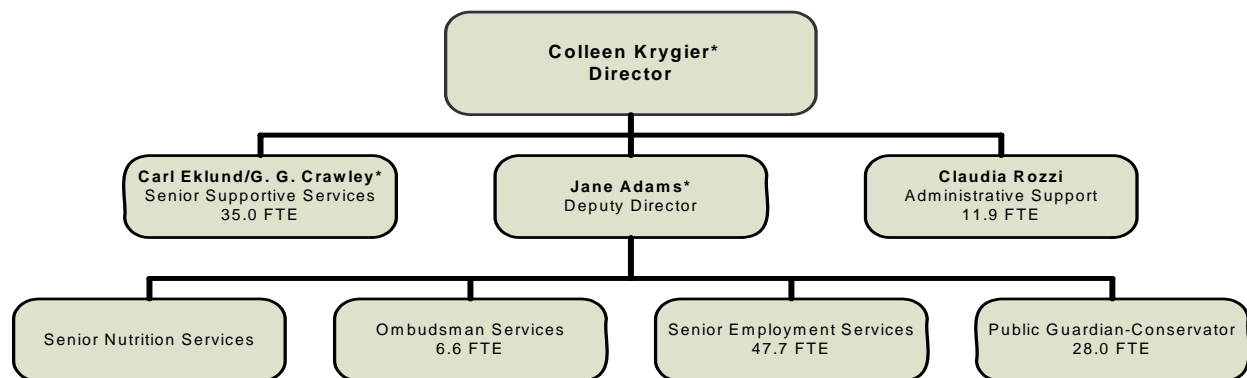 Colleen Krygier*
Director
Carl Eklund/G. G. Crawley*
Senior Supportive Services
35.0 FTE
Jane Adams*
Deputy Director
Claudia Rozzi
Administrative Support
11.9 FTE
Senior Nutrition Services
Ombudsman Services
6.6 FTE
Senior Employment Services
47.7 FTE
Public Guardian-Conservator
28.0 FTE